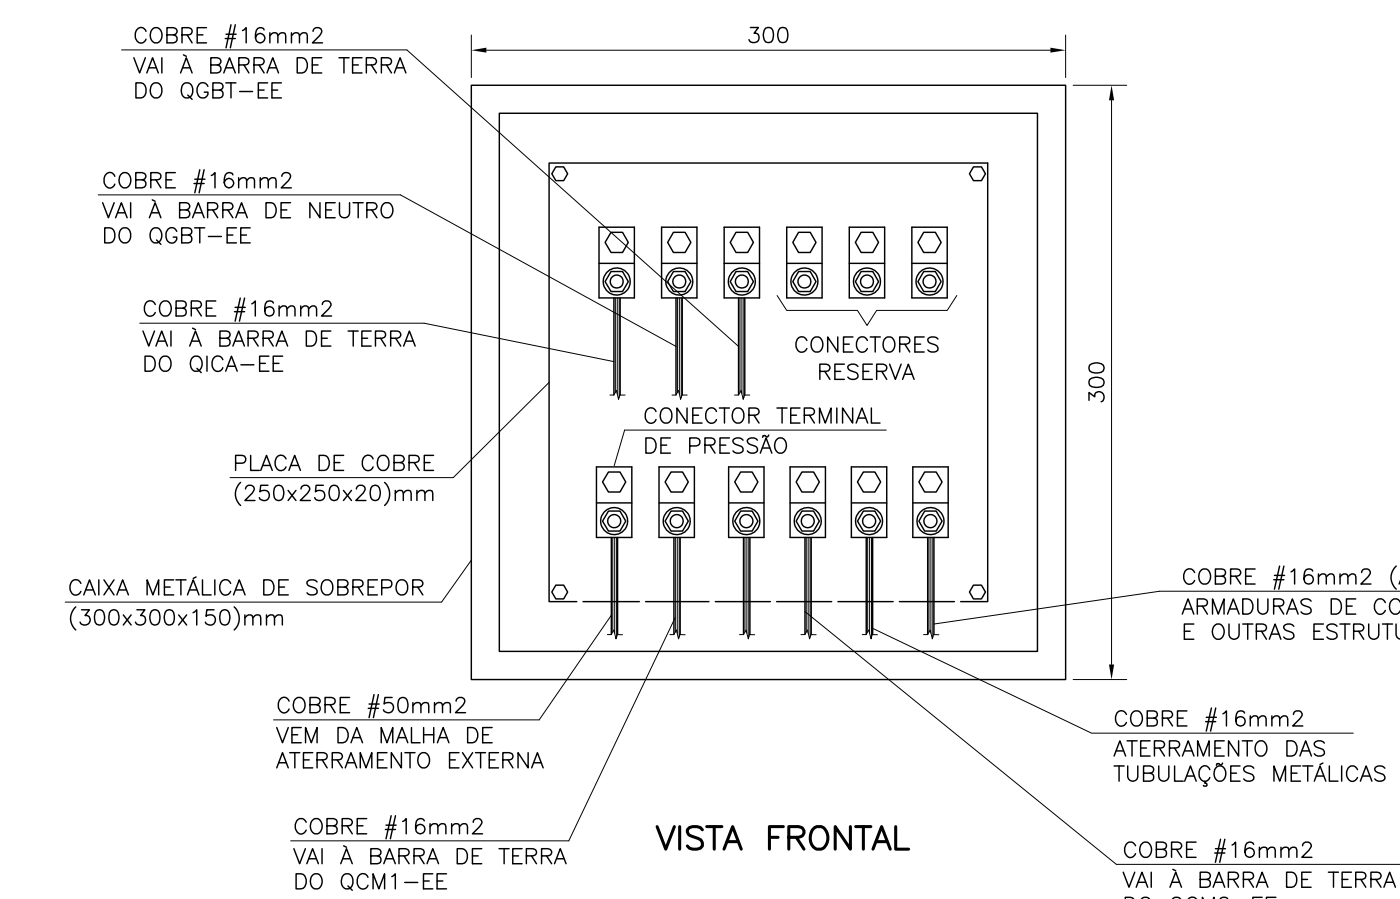 COBRE #16mm2
VAI À BARRA DE TERRA
DO QGBT-EE
300
COBRE #16mm2
VAI À BARRA DE NEUTRO
DO QGBT-EE
COBRE #16mm2
VAI À BARRA DE TERRA
DO QICA-EE
CONECTORES
RESERVA
300
CONECTOR TERMINAL
DE PRESSÃO
PLACA DE COBRE
(250x250x20)mm
CAIXA METÁLICA DE SOBREPOR
(300x300x150)mm
COBRE #16mm2
ARMADURAS DE
E OUTRAS
COBRE #50mm2
VEM DA MALHA DE
ATERRAMENTO EXTERNA
COBRE #16mm2
ATERRAMENTO DAS
TUBULAÇÕES METÁLICAS
COBRE #16mm2
VAI À BARRA DE TERRA
DO QCM1-EE
VISTA FRONTAL
COBRE #16mm2
VAI À BARRA DE TERRA